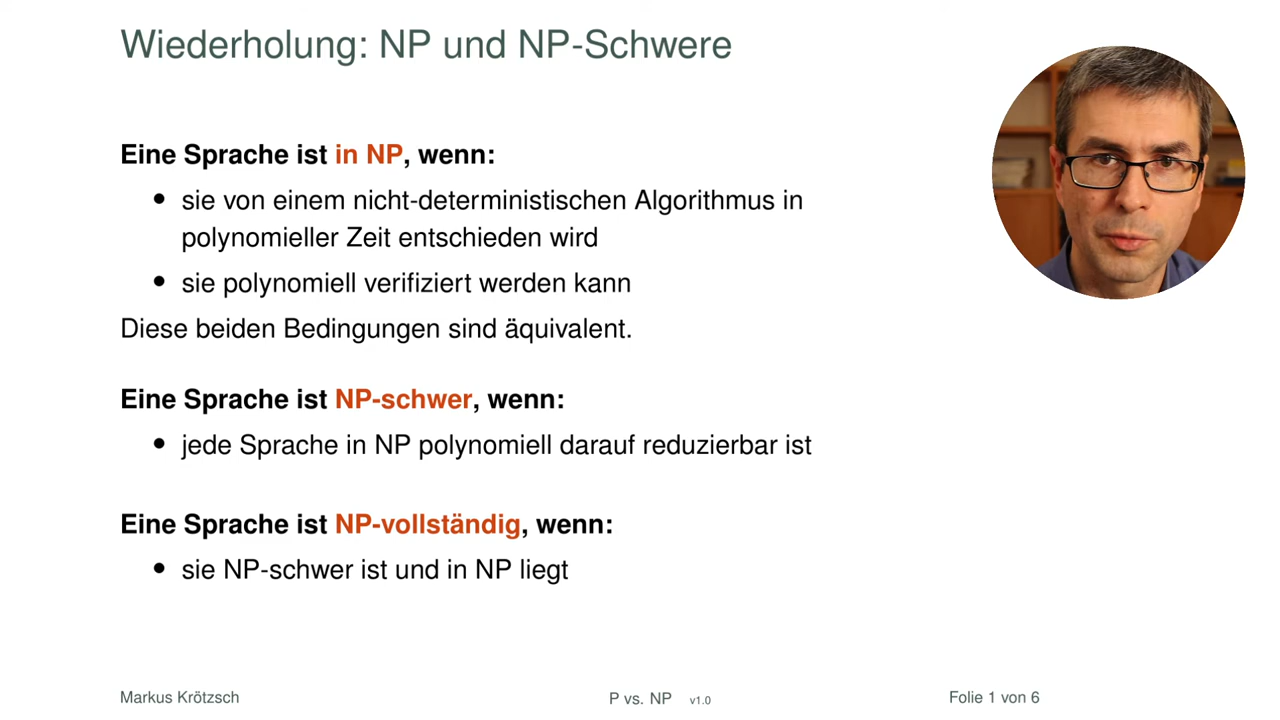 Wiederholung: NP und NP-Schwere
Eine Sprache ist in NP, wenn:
• sie von einem nicht-deterministischen Algorithmus in
polynomieller Zeit entschieden wird
• sie polynomiell verifiziert werden kann
Diese beiden Bedingungen sind äquivalent.
Eine Sprache ist NP-schwer, wenn:
• jede Sprache in NP polynomiell darauf reduzierbar ist
Eine Sprache ist NP-vollständig, wenn:
• sie NP-schwer ist und in NP liegt
Markus Krötzsch P vs. NP v1.0 Folie 1 von 6